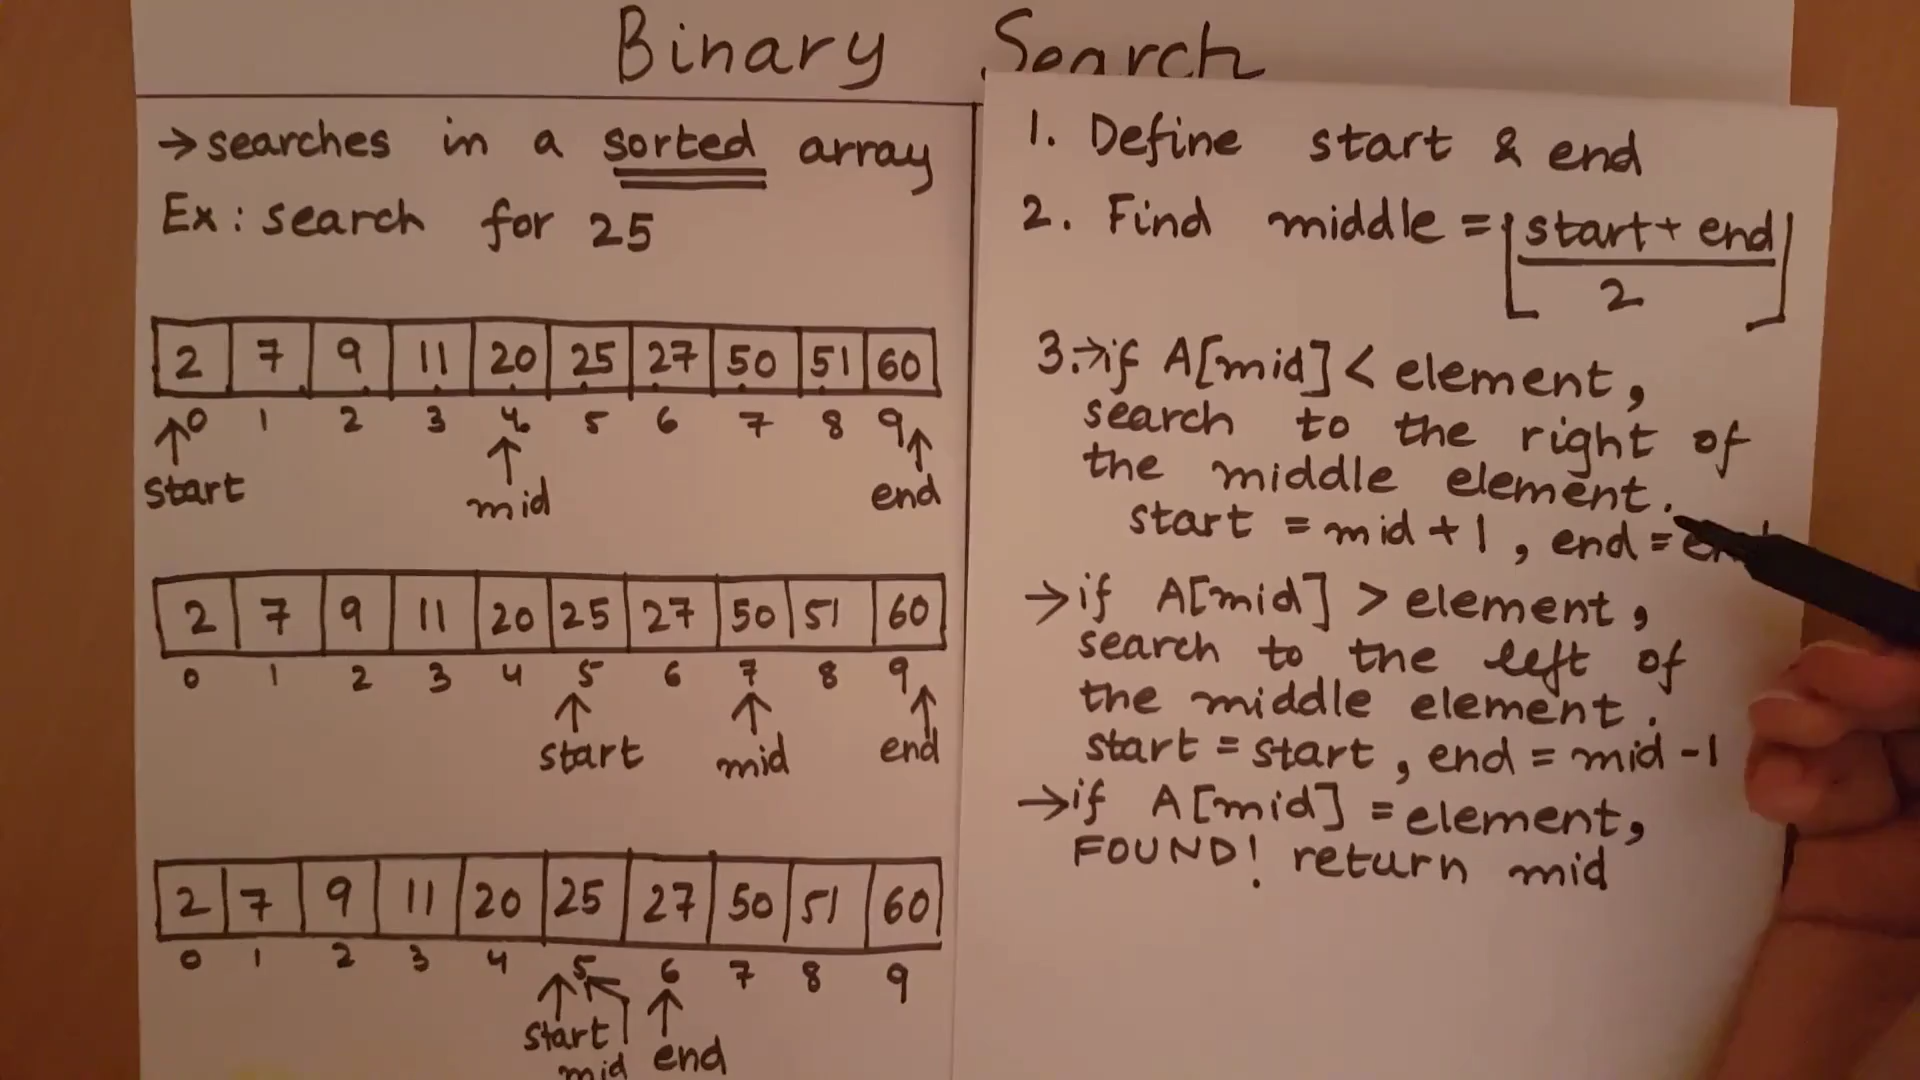 Binary Search
→ searches in a sorted array
Ex: search for 25
2 7 9 11 20 25 27 50 51 60
0 1 2 3 4 5 6 7 8 9
start mid end
2 7 9 11 20 25 27 50 51 60
0 1 2 3 4 5 6 7 8 9
start mid end
2 7 9 11 20 25 27 50 51 60
0 1 2 3 4 5 6 7 8 9
start end
mid
1. Define start & end
2. Find middle = ⌊start + end
2⌋
3. → if A[mid] < element,
search to the right of
the middle element.
start = mid + 1, end =
→ if A[mid] > element,
search to the left of
the middle element.
start = start, end = mid - 1
→ if A[mid] = element,
FOUND! return mid